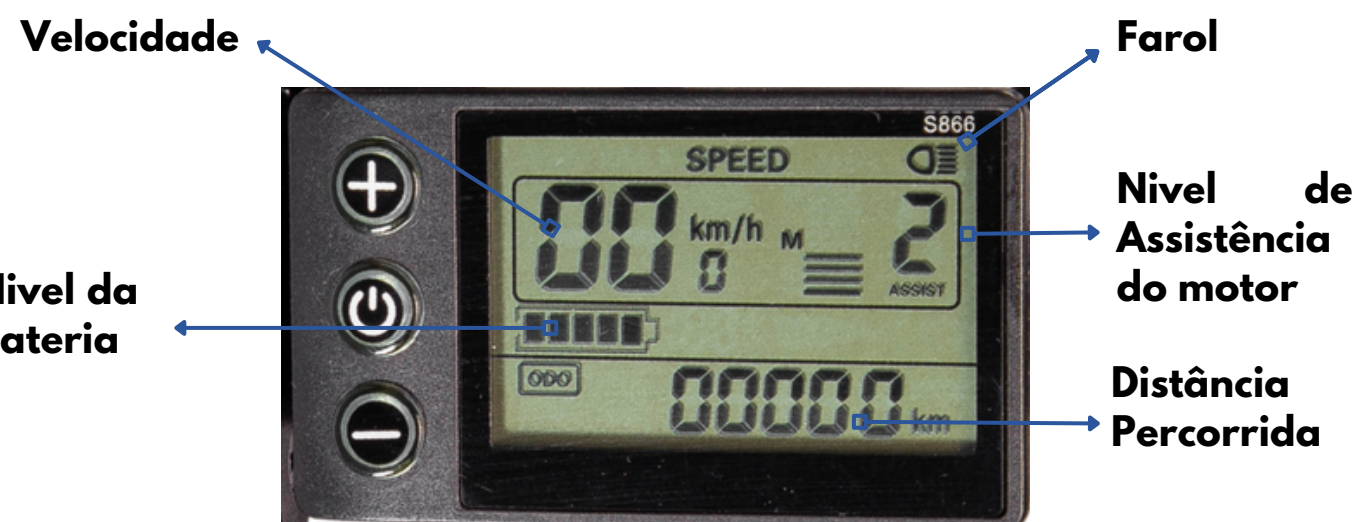 Velocidade
Farol
S866
SPEED
00 km/h
0
M
2
ASSIST
Nivel de
Assistência
do motor
ivel da
ateria
ODO
00000 km
Distância
Percorrida